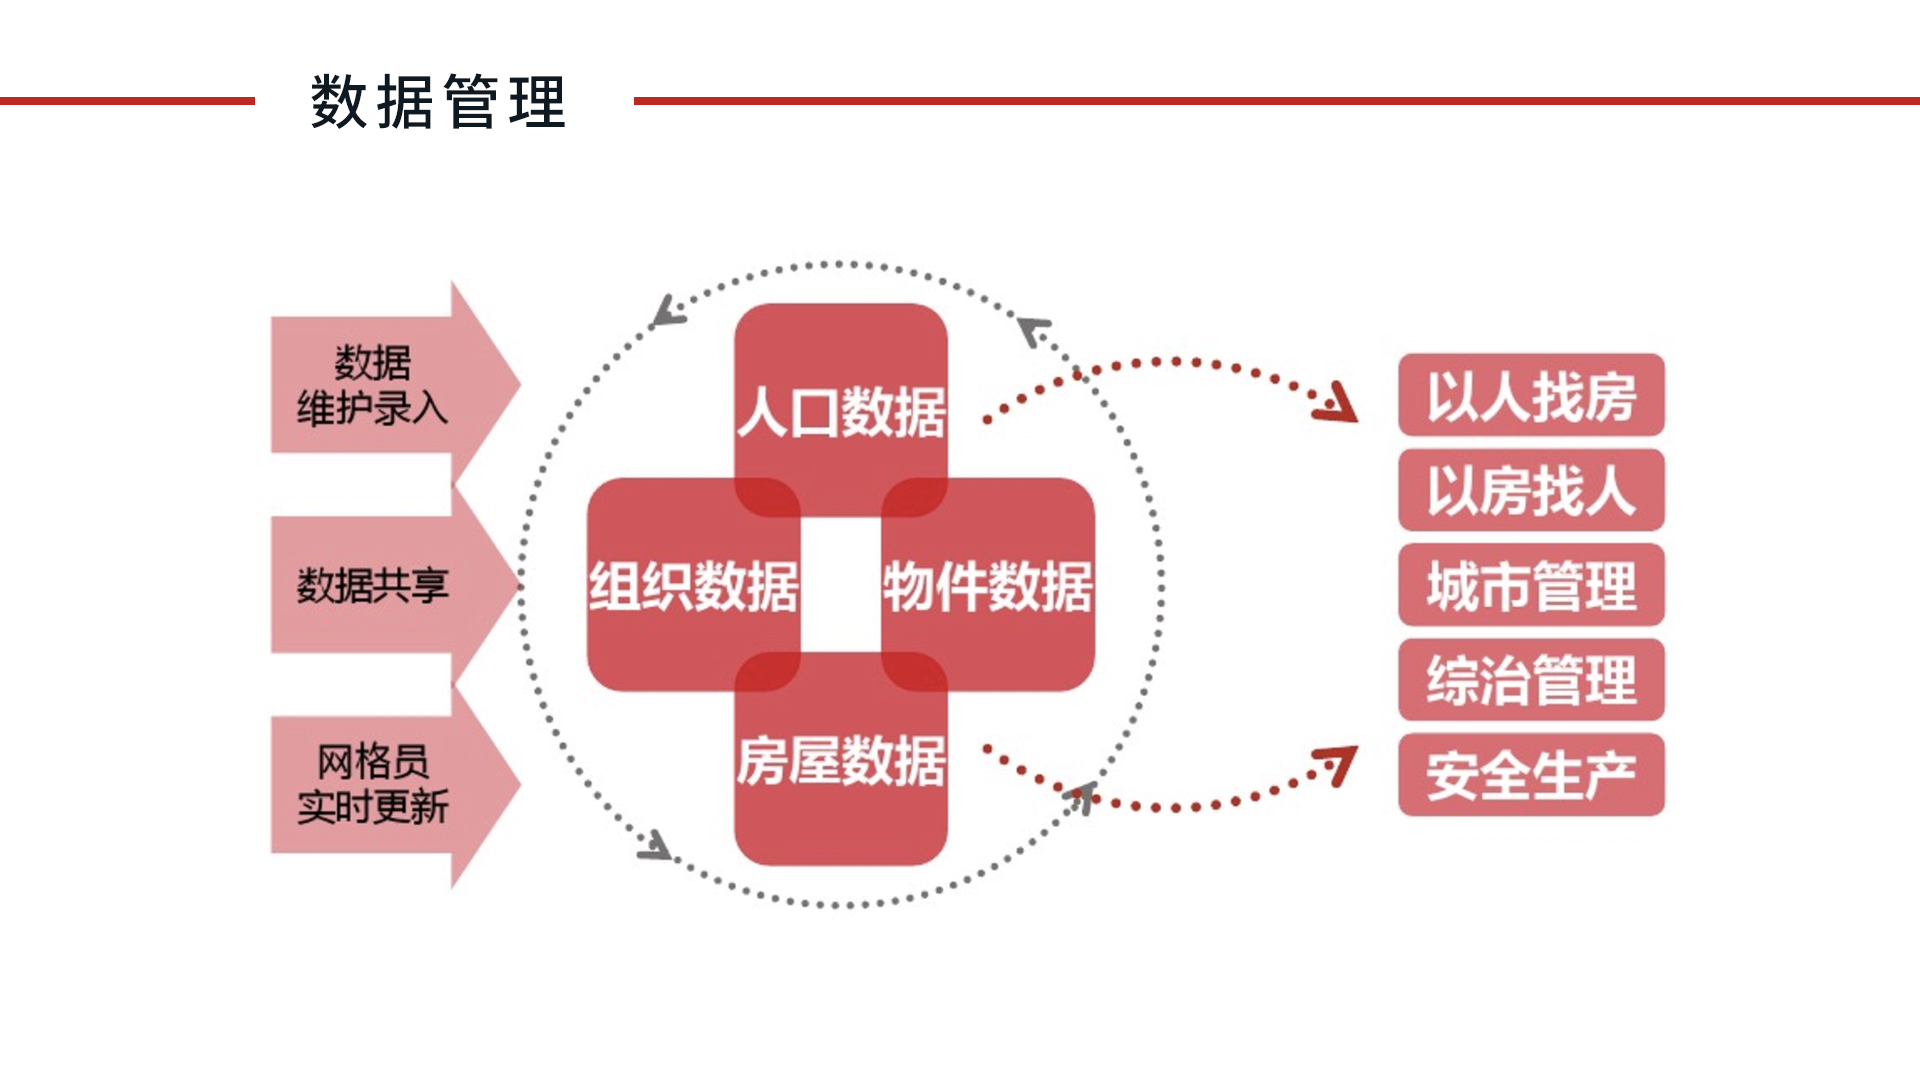 数据管理
数据
维护录入
数据共享
网格员
实时更新
人口数据
组织数据
物件数据
房屋数据
以人找房
以房找人
城市管理
综治管理
安全生产